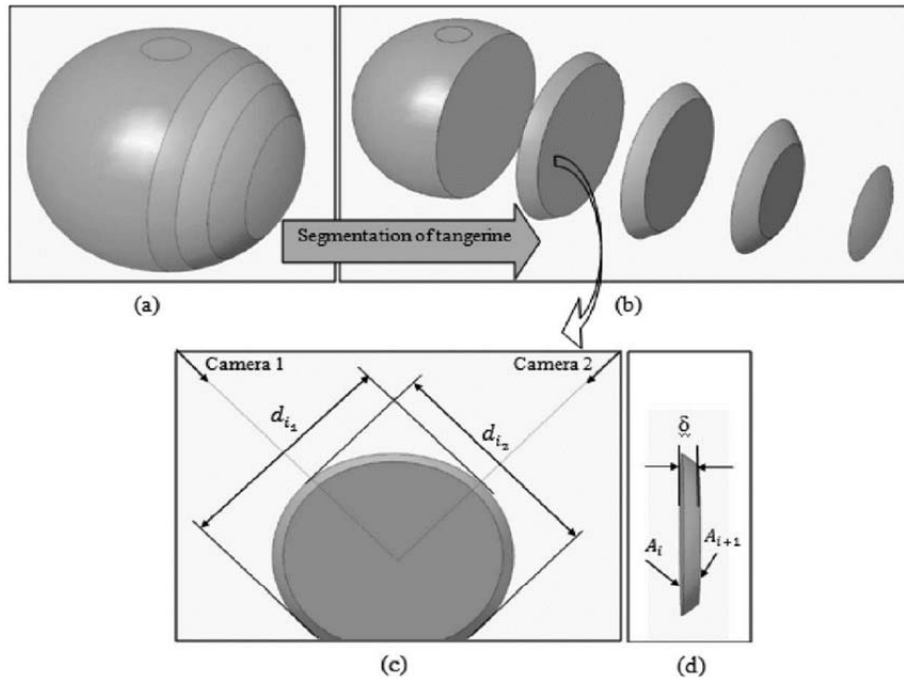 Segmentation of tangerine
(a)
(b)
Camera 1
Camera 2
d_{i_1}
d_{i_2}
δ
A_i
A_{i+1}
(c)
(d)